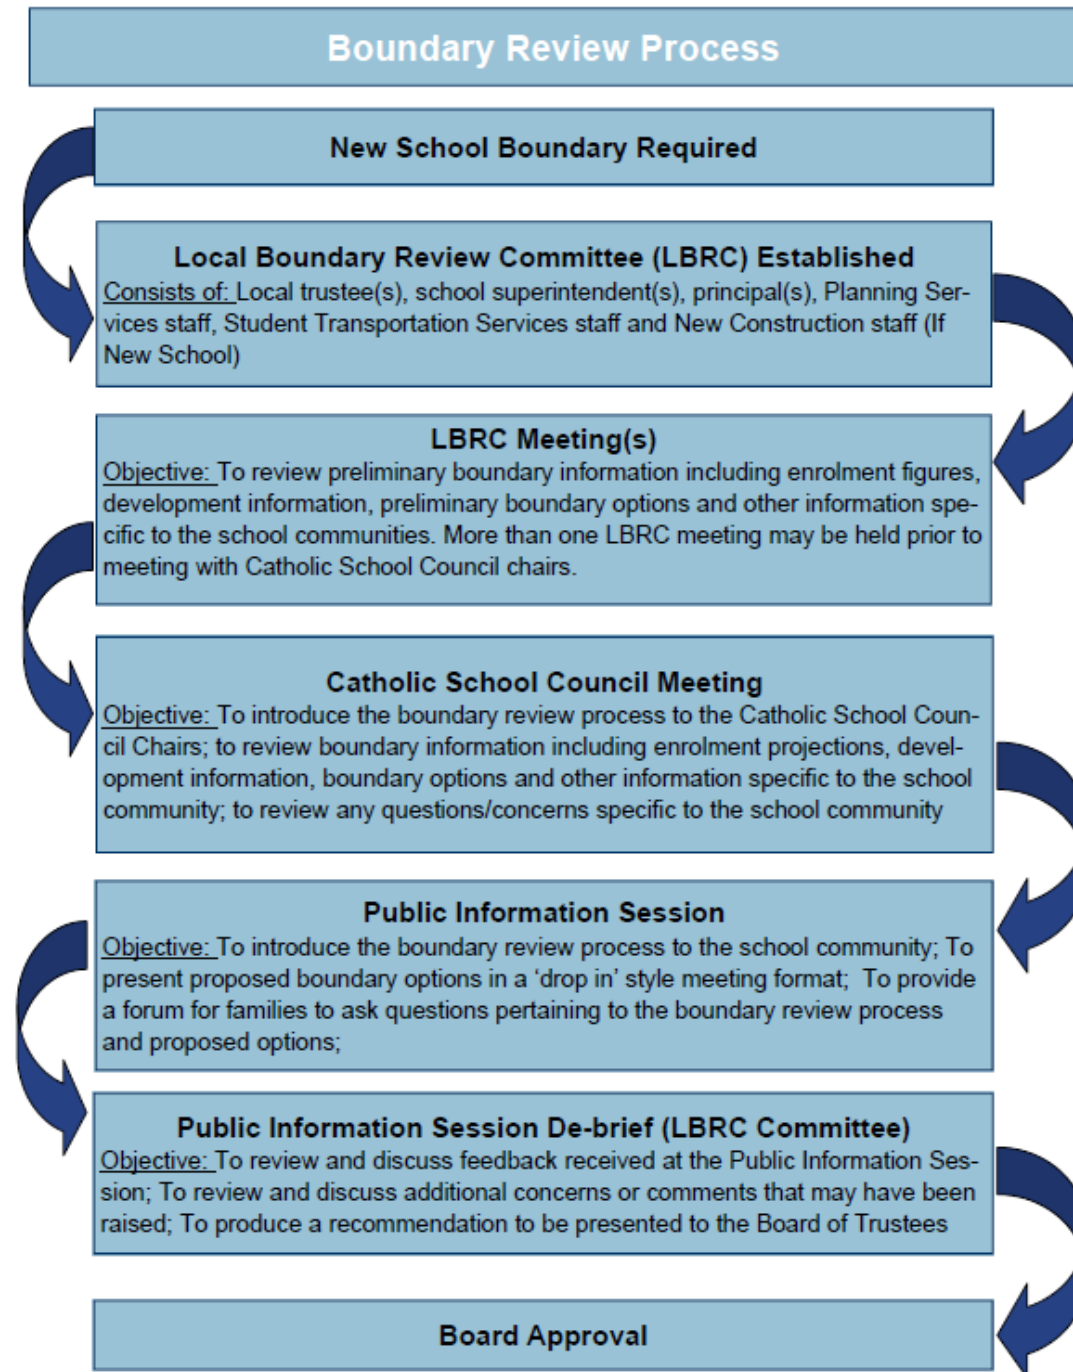 Boundary Review Process
New School Boundary Required
Local Boundary Review Committee (LBRC) Established
Consists of: Local trustee(s), school superintendent(s), principal(s), Planning Ser-
vices staff, Student Transportation Services staff and New Construction staff (If
New School)
LBRC Meeting(s)
Objective: To review preliminary boundary information including enrolment figures,
development information, preliminary boundary options and other information spe-
cific to the school communities. More than one LBRC meeting may be held prior to
meeting with Catholic School Council chairs.
Catholic School Council Meeting
Objective: To introduce the boundary review process to the Catholic School Coun-
cil Chairs; to review boundary information including enrolment projections, devel-
opment information, boundary options and other information specific to the school
community; to review any questions/concerns specific to the school community
Public Information Session
Objective: To introduce the boundary review process to the school community; To
present proposed boundary options in a ‘drop in’ style meeting format;  To provide
a forum for families to ask questions pertaining to the boundary review process
and proposed options;
Public Information Session De-brief (LBRC Committee)
Objective: To review and discuss feedback received at the Public Information Ses-
sion; To review and discuss additional concerns or comments that may have been
raised; To produce a recommendation to be presented to the Board of Trustees
Board Approval